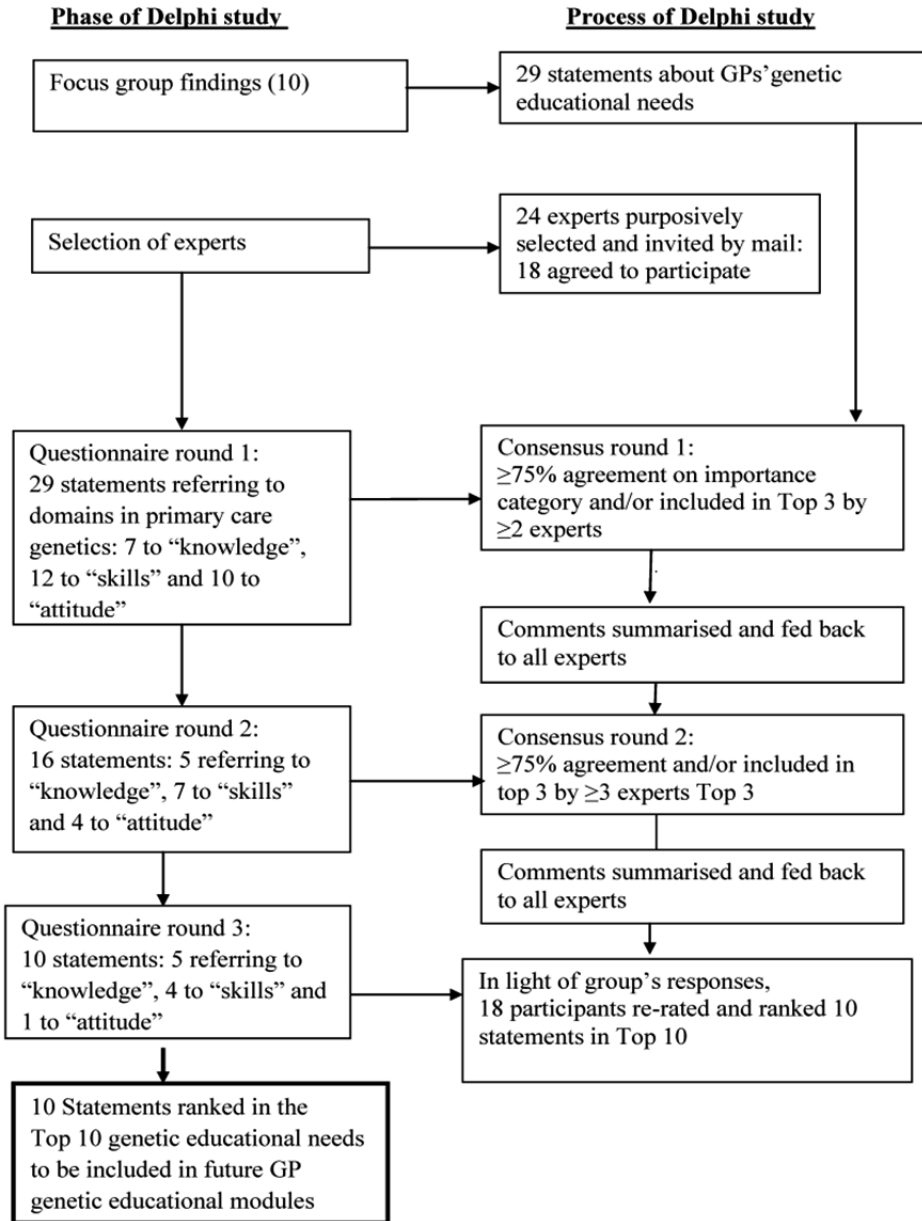 Phase of Delphi study
Process of Delphi study
Focus group findings (10)
29 statements about GPs'genetic
educational needs
Selection of experts
24 experts purposively
selected and invited by mail:
18 agreed to participate
Questionnaire round 1:
29 statements referring to
domains in primary care
genetics: 7 to “knowledge”,
12 to “skills” and 10 to
“attitude”
Consensus round 1:
≥75% agreement on importance
category and/or included in Top 3 by
≥2 experts
Comments summarised and fed back
to all experts
Questionnaire round 2:
16 statements: 5 referring to
“knowledge”, 7 to “skills”
and 4 to “attitude”
Consensus round 2:
≥75% agreement and/or included in
top 3 by ≥3 experts Top 3
Comments summarised and fed back
to all experts
Questionnaire round 3:
10 statements: 5 referring to
“knowledge”, 4 to “skills” and
1 to “attitude”
In light of group’s responses,
18 participants re-rated and ranked 10
statements in Top 10
10 Statements ranked in the
Top 10 genetic educational needs
to be included in future GP
genetic educational modules